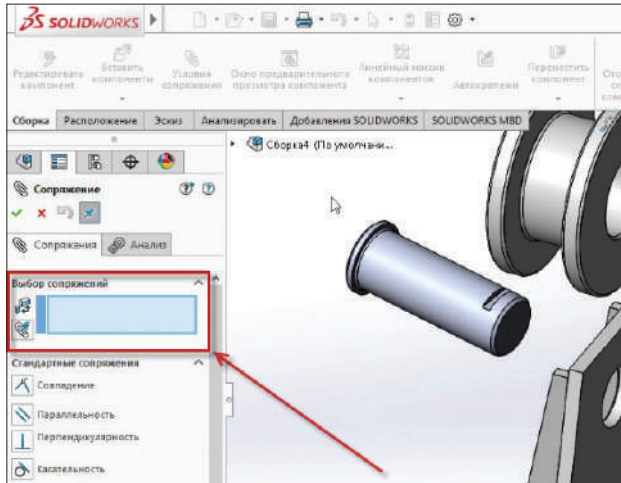 SOLIDWORKS
Редактировать компонент
Вставить компоненты
Условия сопряжения
Окно предварительного просмотра компонента
Линейный массив компонентов
Автокрепежи
Переместить компонент
Сборка Расположение Эскиз Анализировать Добавления SOLIDWORKS SOLIDWORKS MBD
Сборка4 (По умолчани...
Сопряжение
Сопряжения Анализ
Выбор сопряжений
Стандартные сопряжения
Совпадение
Параллельность
Перпендикулярность
Касательность